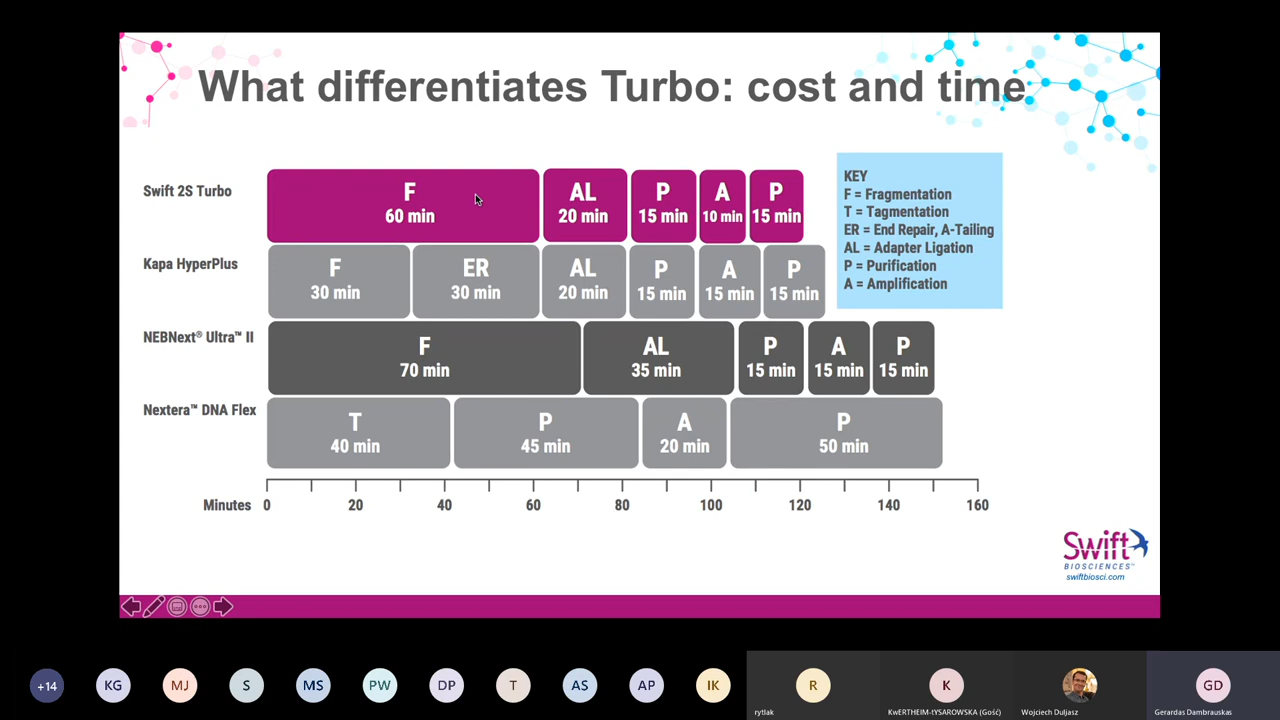 What differentiates Turbo: cost and time
Swift 2S Turbo
F
60 min
AL
20 min
P
15 min
A
10 min
P
15 min
KEY
F = Fragmentation
T = Tagmentation
ER = End Repair, A-Tailing
AL = Adapter Ligation
P = Purification
A = Amplification
Kapa HyperPlus
F
30 min
ER
30 min
AL
20 min
P
15 min
A
15 min
P
15 min
NEBNext® Ultra™ II
F
70 min
AL
35 min
P
15 min
A
15 min
P
15 min
Nextera™ DNA Flex
T
40 min
P
45 min
A
20 min
P
50 min
Minutes 0 20 40 60 80 100 120 140 160
Swift
BIOSCIENCES™
swiftbiosci.com
+14 KG MJ S MS PW DP T AS AP IK R K GD
rytlak
KwERTHEIM-tYSAROWSKA (Gość)
Wojciech Duljasz
Gerardas Dambrauskas